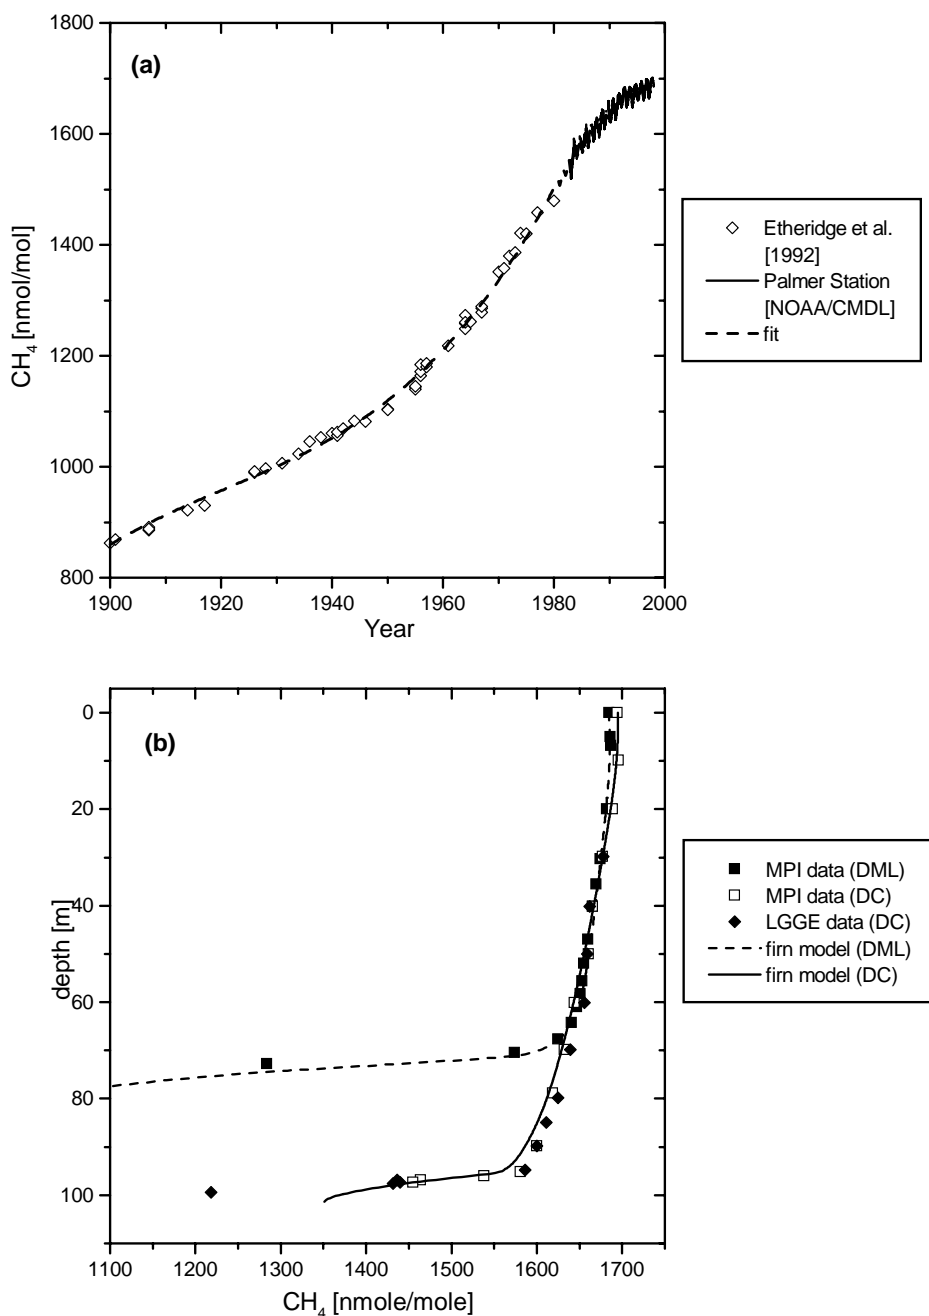 1800
(a)
1600
1400
1200
1000
800
1900
1920
1940
1960
1980
2000
CH4 [nmol/mol]
Year
Etheridge et al.
[1992]
Palmer Station
[NOAA/CMDL]
fit
(b)
0
20
40
60
80
100
depth [m]
1100
1200
1300
1400
1500
1600
1700
CH4 [nmole/mole]
MPI data (DML)
MPI data (DC)
LGGE data (DC)
firn model (DML)
firn model (DC)